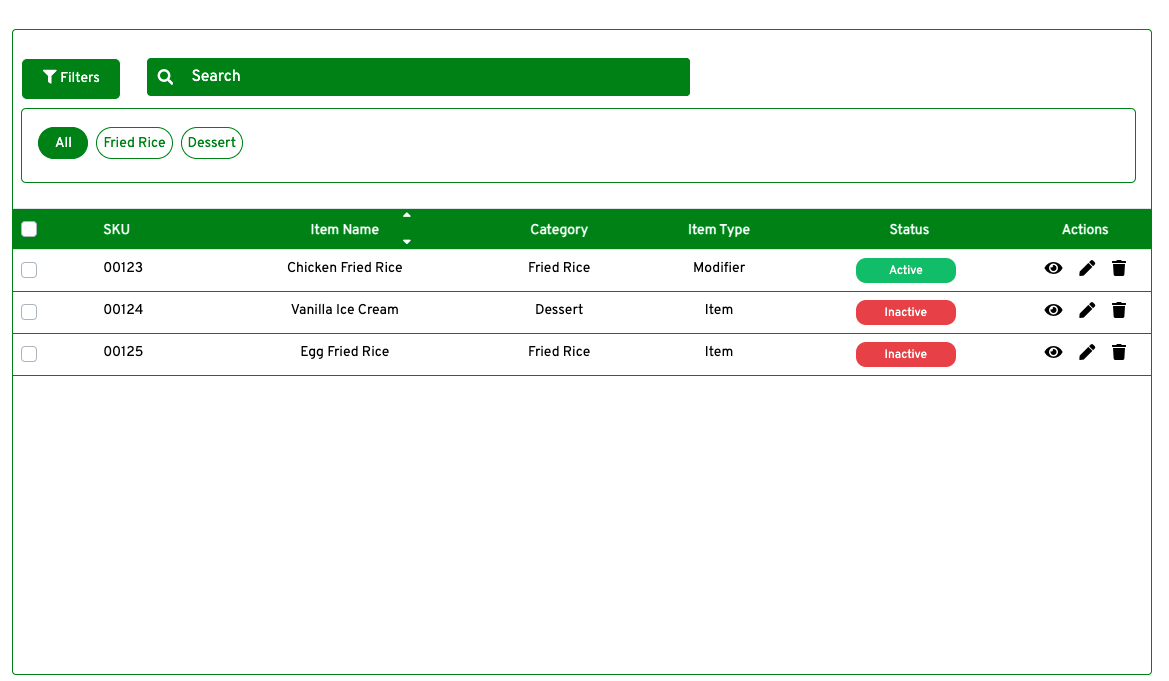 Filters Search
All Fried Rice Dessert
SKU Item Name Category Item Type Status Actions
00123 Chicken Fried Rice Fried Rice Modifier Active
00124 Vanilla Ice Cream Dessert Item Inactive
00125 Egg Fried Rice Fried Rice Item Inactive